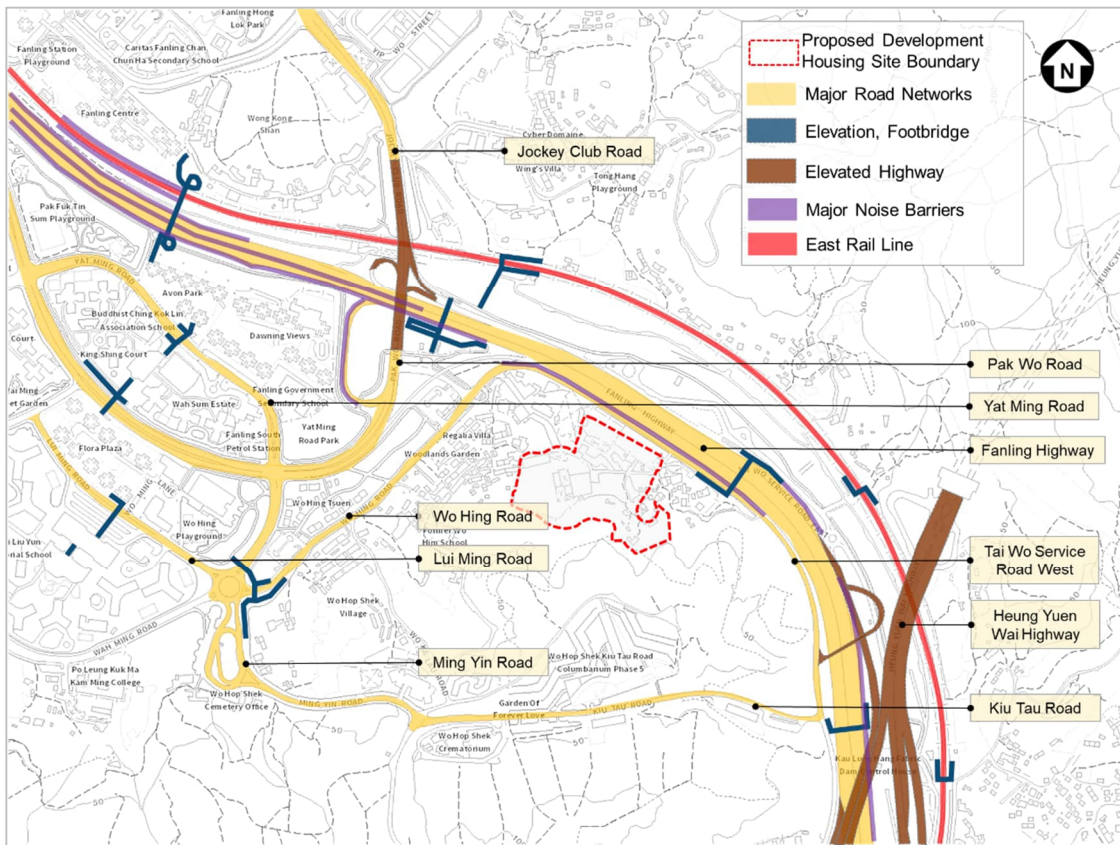 Proposed Development
Housing Site Boundary
Major Road Networks
Elevation, Footbridge
Elevated Highway
Major Noise Barriers
East Rail Line
N
Fanling Hong
Lok Park
YIP WO STREET
Fanling Station
Playground
Caritas Fanling Chan
Chun Ha Secondary School
Fanling Centre
Wong Kong
Shan
Jockey Club Road
Cyber Domaine
Wing's Villa
Tong Hang
Playground
Pak Fuk Tin
Sum Playground
YAT MING ROAD
Avon Park
Buddhist Ching Kok Lin
Association School
Dawning Views
Court
King Shing Court
100
Pak Wo Road
Yat Ming Road
FANLING HIGHWAY
Fanling Highway
Fanling Government
Wah Sum Estate
Yat Ming
Road Park
Fanling South
Petrol Station
Regalia Villa
Woodlands Garden
Flora Plaza
LUI MING ROAD
WO MING LANE
Wo Hing Tsuen
Wo Hing Road
Wo Hing
Playground
Him School
Lui Ming Road
Tai Wo Service
Road West
Wo Hop Shek
Village
Heung Yuen
Wai Highway
WAH MING ROAD
Po Leung Kuk Ma
Kam Ming College
Ming Yin Road
Wo Hop Shek Kiu Tau Road
Columbarium Phase 5
Wo Hop Shek
Cemetery Office
MING YIN ROAD
Garden Of
Forever Love
KIU TAU ROAD
Kiu Tau Road
Wo Hop Shek
Crematorium
50
50
50
50